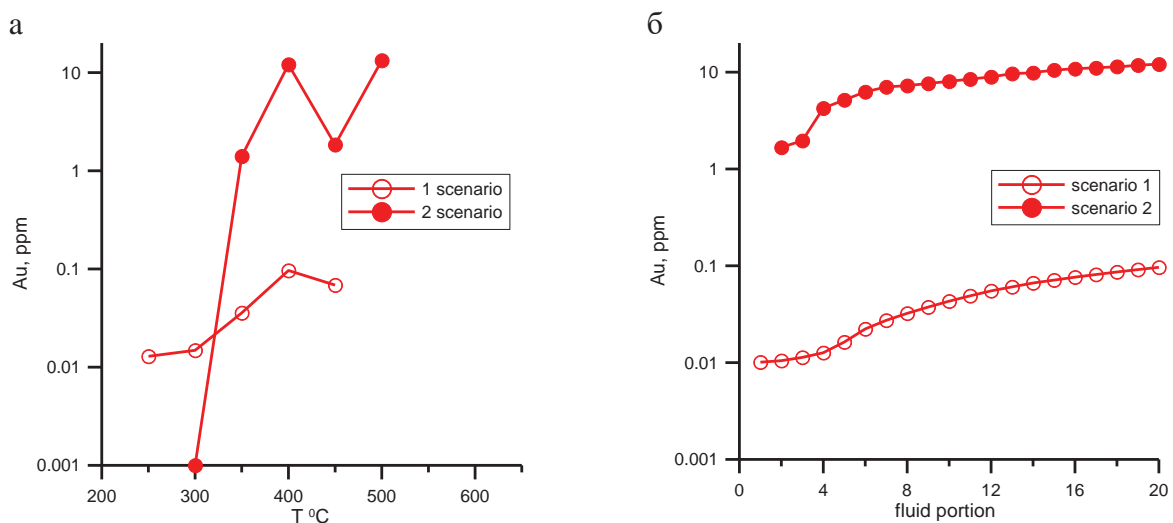 а
10
1
0.1
0.01
0.001
Au, ppm
200
300
400
500
600
T ⁰C
1 scenario
2 scenario
б
10
1
0.1
0.01
0.001
Au, ppm
0
4
8
12
16
20
fluid portion
scenario 1
scenario 2